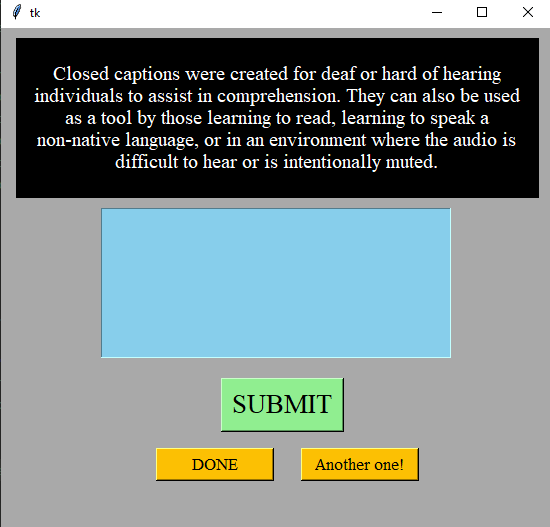 tk
Closed captions were created for deaf or hard of hearing
individuals to assist in comprehension. They can also be used
as a tool by those learning to read, learning to speak a
non-native language, or in an environment where the audio is
difficult to hear or is intentionally muted.
SUBMIT
DONE
Another one!